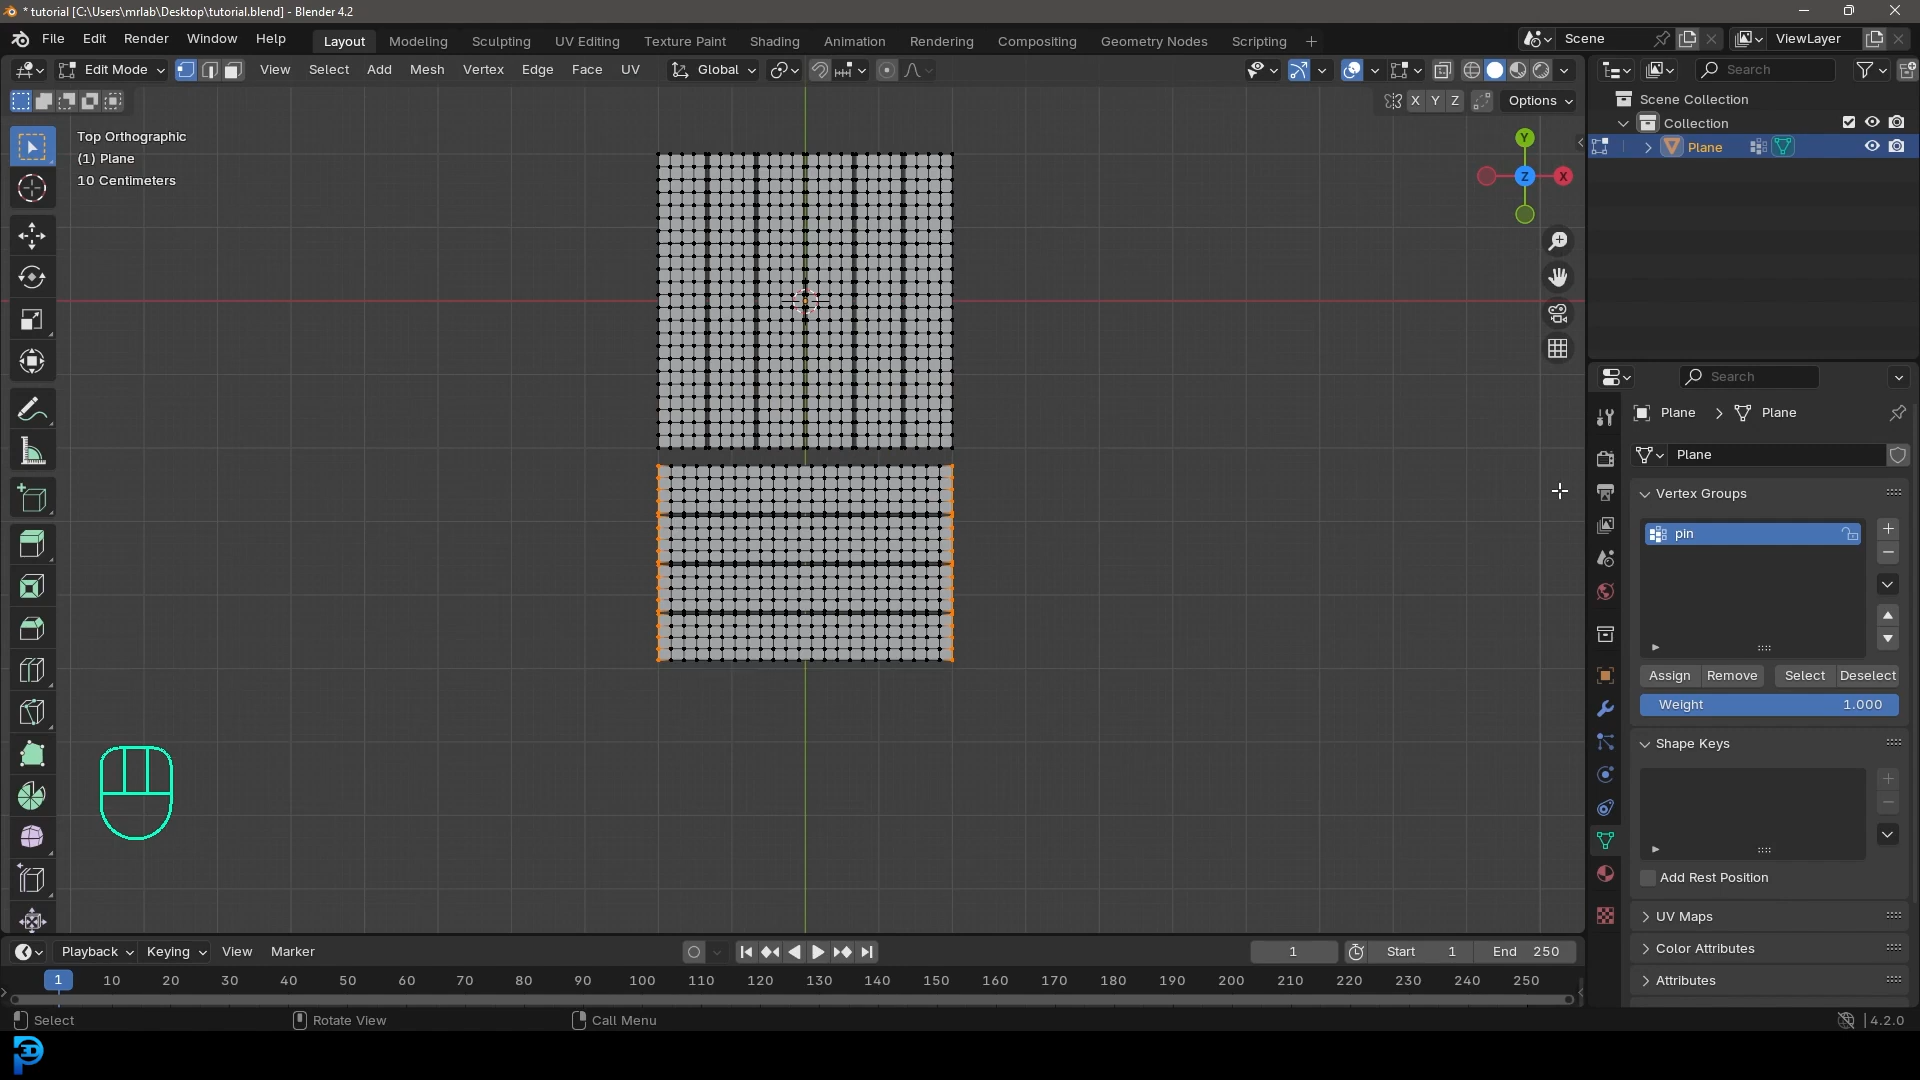 * tutorial [C:\Users\mrlab\Desktop\tutorial.blend] - Blender 4.2
File Edit Render Window Help
Layout Modeling Sculpting UV Editing Texture Paint Shading Animation Rendering Compositing Geometry Nodes Scripting +
Scene
ViewLayer
Edit Mode
View Select Add Mesh Vertex Edge Face UV
Global
Search
X Y Z Options
Scene Collection
Collection
Plane
Top Orthographic
(1) Plane
10 Centimeters
Y
Z
X
Search
Plane > Plane
Plane
Vertex Groups
pin
Assign Remove Select Deselect
Weight 1.000
Shape Keys
Add Rest Position
UV Maps
Color Attributes
Attributes
Playback Keying View Marker
1
Start 1
End 250
1 10 20 30 40 50 60 70 80 90 100 110 120 130 140 150 160 170 180 190 200 210 220 230 240 250
Select
Rotate View
Call Menu
4.2.0
3D